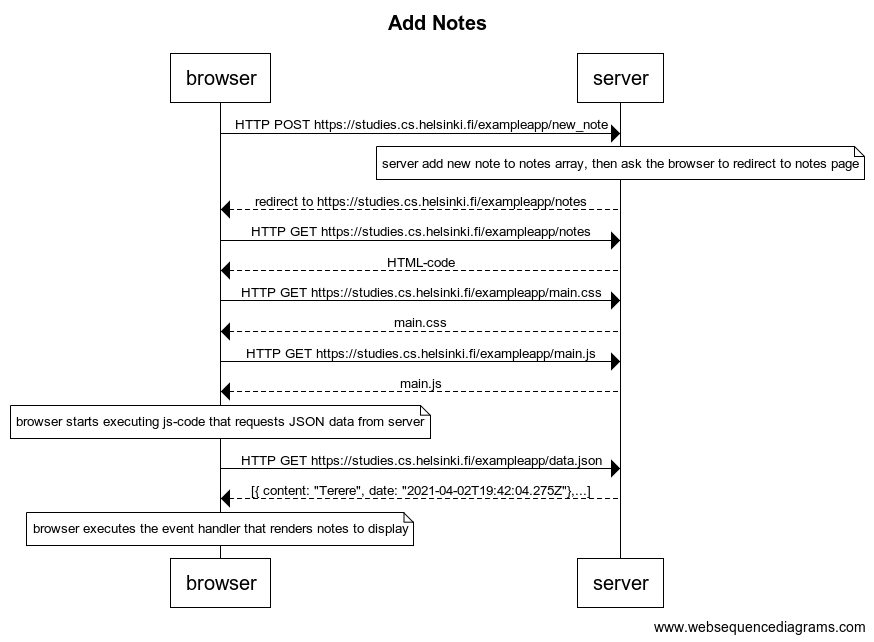 Add Notes
browser
server
HTTP POST https://studies.cs.helsinki.fi/exampleapp/new_note
server add new note to notes array, then ask the browser to redirect to notes page
redirect to https://studies.cs.helsinki.fi/exampleapp/notes
HTTP GET https://studies.cs.helsinki.fi/exampleapp/notes
HTML-code
HTTP GET https://studies.cs.helsinki.fi/exampleapp/main.css
main.css
HTTP GET https://studies.cs.helsinki.fi/exampleapp/main.js
main.js
browser starts executing js-code that requests JSON data from server
HTTP GET https://studies.cs.helsinki.fi/exampleapp/data.json
[{ content: "Terere", date: "2021-04-02T19:42:04.275Z"},...]
browser executes the event handler that renders notes to display
browser
server
www.websequencediagrams.com